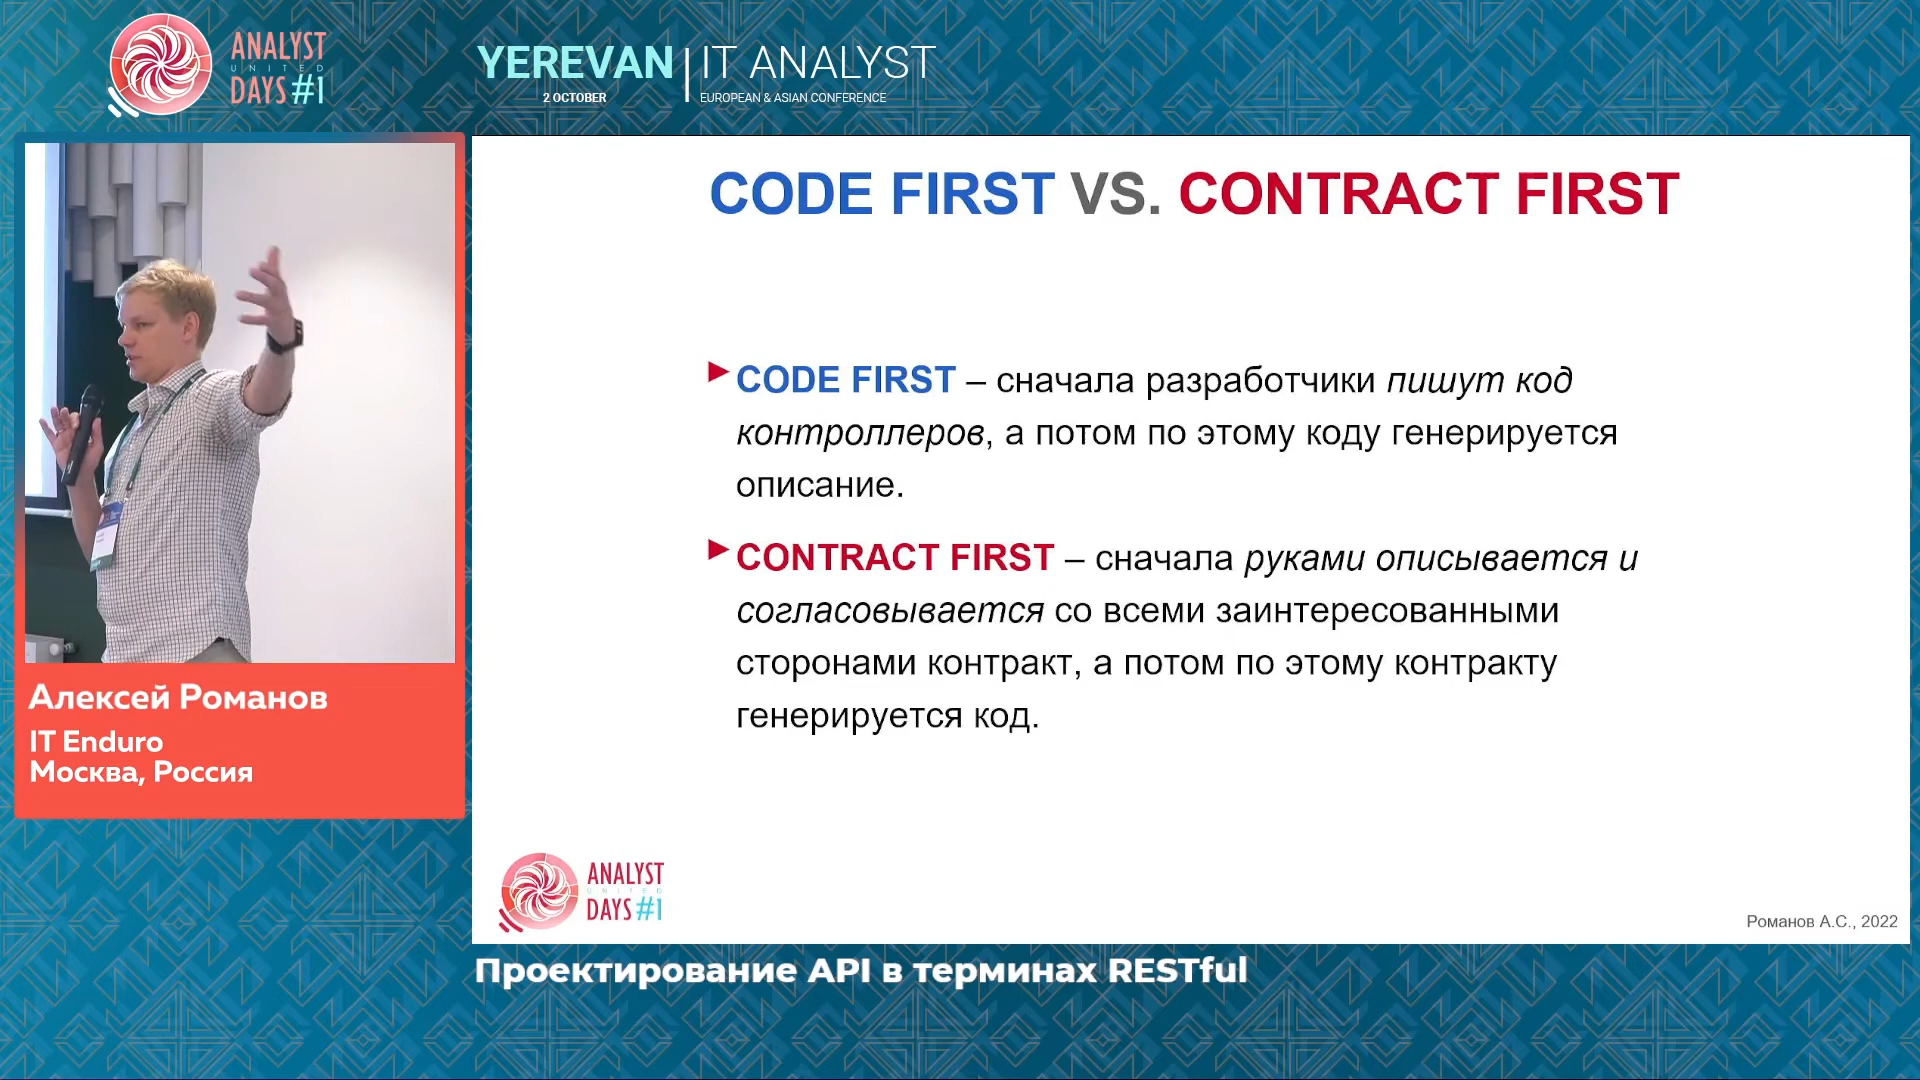 ANALYST
UNITED
DAYS #1
YEREVAN
2 OCTOBER
IT ANALYST
EUROPEAN & ASIAN CONFERENCE
CODE FIRST VS. CONTRACT FIRST
CODE FIRST – сначала разработчики пишут код
контроллеров, а потом по этому коду генерируется
описание.
CONTRACT FIRST – сначала руками описывается и
согласовывается со всеми заинтересованными
сторонами контракт, а потом по этому контракту
генерируется код.
Алексей Романов
IT Enduro
Москва, Россия
ANALYST
UNITED
DAYS #1
Романов А.С., 2022
Проектирование API в терминах RESTful